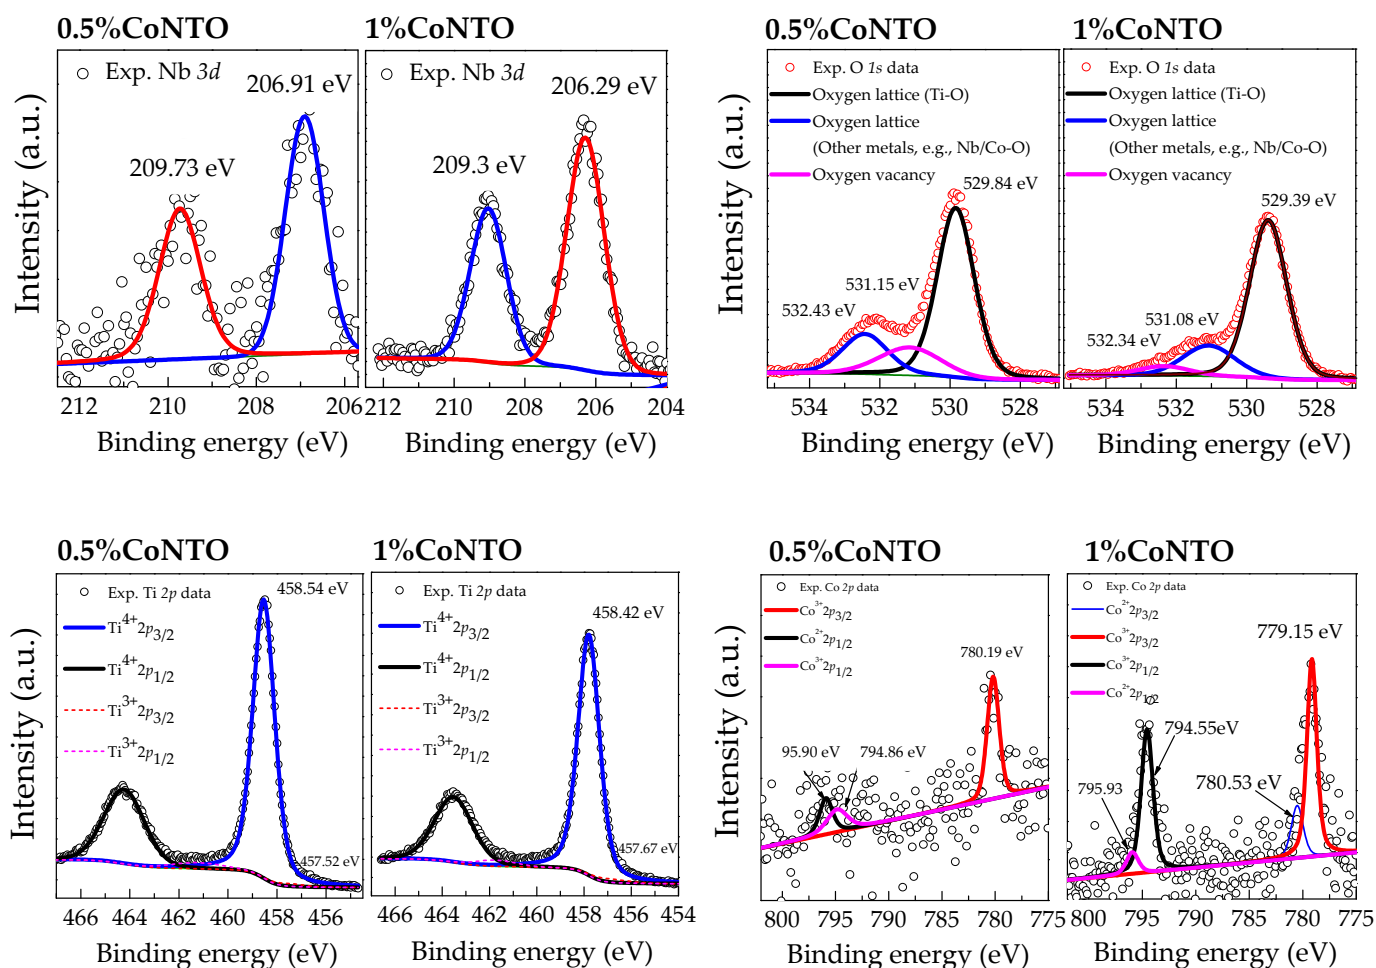 0.5%CoNTO
1%CoNTO
Exp. Nb 3d
206.91 eV
209.73 eV
Intensity (a.u.)
212 210 208 206
Binding energy (eV)
Exp. Nb 3d
206.29 eV
209.3 eV
212 210 208 206 204
Binding energy (eV)
0.5%CoNTO
1%CoNTO
Exp. O 1s data
Oxygen lattice (Ti-O)
Oxygen lattice
(Other metals, e.g., Nb/Co-O)
Oxygen vacancy
529.84 eV
531.15 eV
532.43 eV
Intensity (a.u.)
534 532 530 528
Binding energy (eV)
Exp. O 1s data
Oxygen lattice (Ti-O)
Oxygen lattice
(Other metals, e.g., Nb/Co-O)
Oxygen vacancy
529.39 eV
531.08 eV
532.34 eV
534 532 530 528
Binding energy (eV)
0.5%CoNTO
1%CoNTO
Exp. Ti 2p data
458.54 eV
Ti4+2p3/2
Ti4+2p1/2
Ti3+2p3/2
Ti3+2p1/2
457.52 eV
Intensity (a.u.)
466 464 462 460 458 456
Binding energy (eV)
Exp. Ti 2p data
458.42 eV
Ti4+2p3/2
Ti4+2p1/2
Ti3+2p3/2
Ti3+2p1/2
457.67 eV
466 464 462 460 458 456 454
Binding energy (eV)
0.5%CoNTO
1%CoNTO
Exp. Co 2p data
Co3+2p3/2
Co2+2p1/2
Co3+2p1/2
780.19 eV
95.90 eV
794.86 eV
Intensity (a.u.)
800 795 790 785 780 775
Binding energy (eV)
Exp. Co 2p data
Co2+2p3/2
Co3+2p3/2
Co3+2p1/2
Co2+2p1/2
779.15 eV
794.55eV
780.53 eV
795.93
800 795 790 785 780 775
Binding energy (eV)